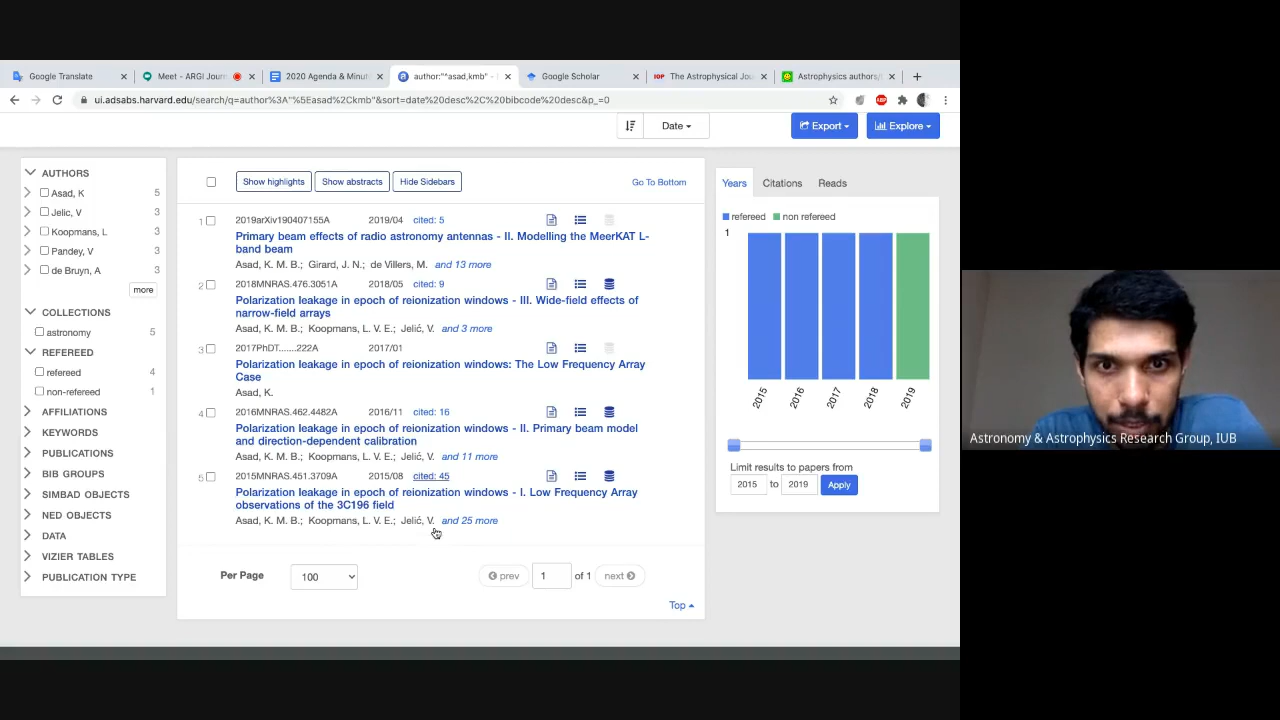 Google Translate
Meet - ARGI Journ
2020 Agenda & Minut
author:"^asad,kmb" -
Google Scholar
IOP The Astrophysical Jou
Astrophysics authors/
ui.adsabs.harvard.edu/search/q=author%3A"%5Easad%2Ckmb"&sort=date%20desc%2C%20bibcode%20desc&p_=0
ABP
Date
Export
Explore
AUTHORS
Asad, K 5
Jelic, V 3
Koopmans, L 3
Pandey, V 3
de Bruyn, A 3
more
COLLECTIONS
astronomy 5
REFEREED
refereed 4
non-refereed 1
AFFILIATIONS
KEYWORDS
PUBLICATIONS
BIB GROUPS
SIMBAD OBJECTS
NED OBJECTS
DATA
VIZIER TABLES
PUBLICATION TYPE
Show highlights Show abstracts Hide Sidebars Go To Bottom
1 2019arXiv190407155A 2019/04 cited: 5
Primary beam effects of radio astronomy antennas - II. Modelling the MeerKAT L-
band beam
Asad, K. M. B.; Girard, J. N.; de Villers, M. and 13 more
2 2018MNRAS.476.3051A 2018/05 cited: 9
Polarization leakage in epoch of reionization windows - III. Wide-field effects of
narrow-field arrays
Asad, K. M. B.; Koopmans, L. V. E.; Jelić, V. and 3 more
3 2017PhDT.......222A 2017/01
Polarization leakage in epoch of reionization windows: The Low Frequency Array
Case
Asad, K.
4 2016MNRAS.462.4482A 2016/11 cited: 16
Polarization leakage in epoch of reionization windows - II. Primary beam model
and direction-dependent calibration
Asad, K. M. B.; Koopmans, L. V. E.; Jelić, V. and 11 more
5 2015MNRAS.451.3709A 2015/08 cited: 45
Polarization leakage in epoch of reionization windows - I. Low Frequency Array
observations of the 3C196 field
Asad, K. M. B.; Koopmans, L. V. E.; Jelić, V. and 25 more
Per Page 100 prev 1 of 1 next
Top
Years Citations Reads
refereed non refereed
1
2015 2016 2017 2018 2019
Limit results to papers from
2015 to 2019 Apply
Astronomy & Astrophysics Research Group, IUB